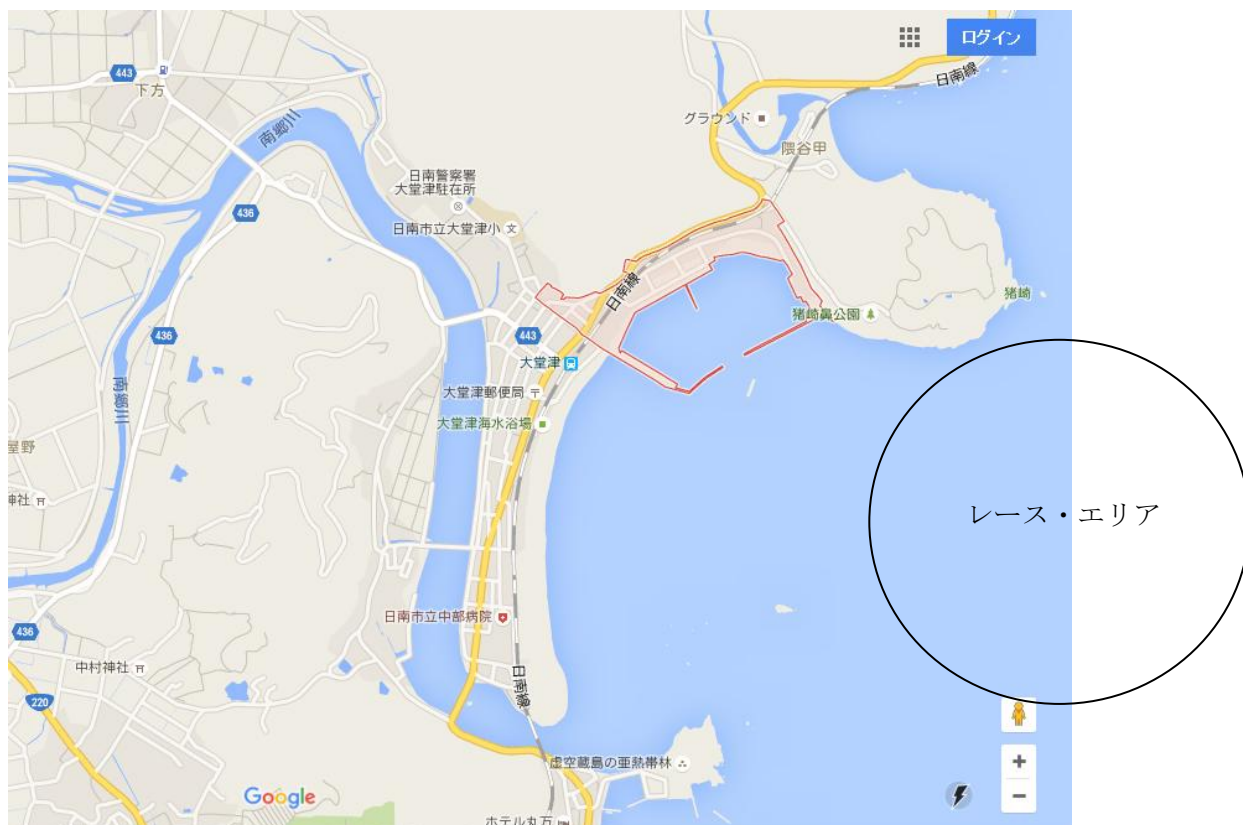 ログイン
日南線
443
下方
グラウンド
隈谷甲
南郷川
日南警察署
大堂津駐在所
436
日南市立大堂津小
文
日南線
猪崎
猪崎鼻公園
436
443
大堂津
南郷川
大堂津郵便局
大堂津海水浴場
屋野
神社
レース・エリア
日南市立中部病院
436
中村神社
日南線
220
虚空蔵島の亜熱帯林
Google
ホテル丸万